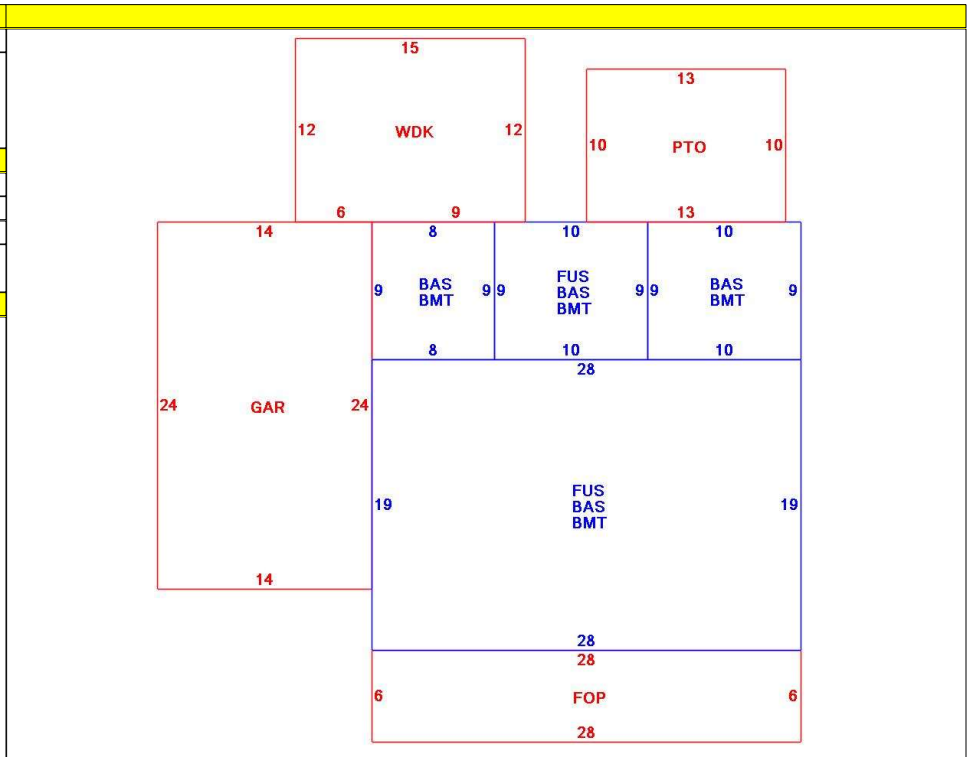 15
13
12 WDK 12
10 PTO 10
6 9 13
14 8 10 10
9 BAS BMT 9
9 FUS BAS BMT 9
9 BAS BMT 9
8 10 10
28
24 GAR 24
19 FUS BAS BMT 19
14
28
28
6 FOP 6
28